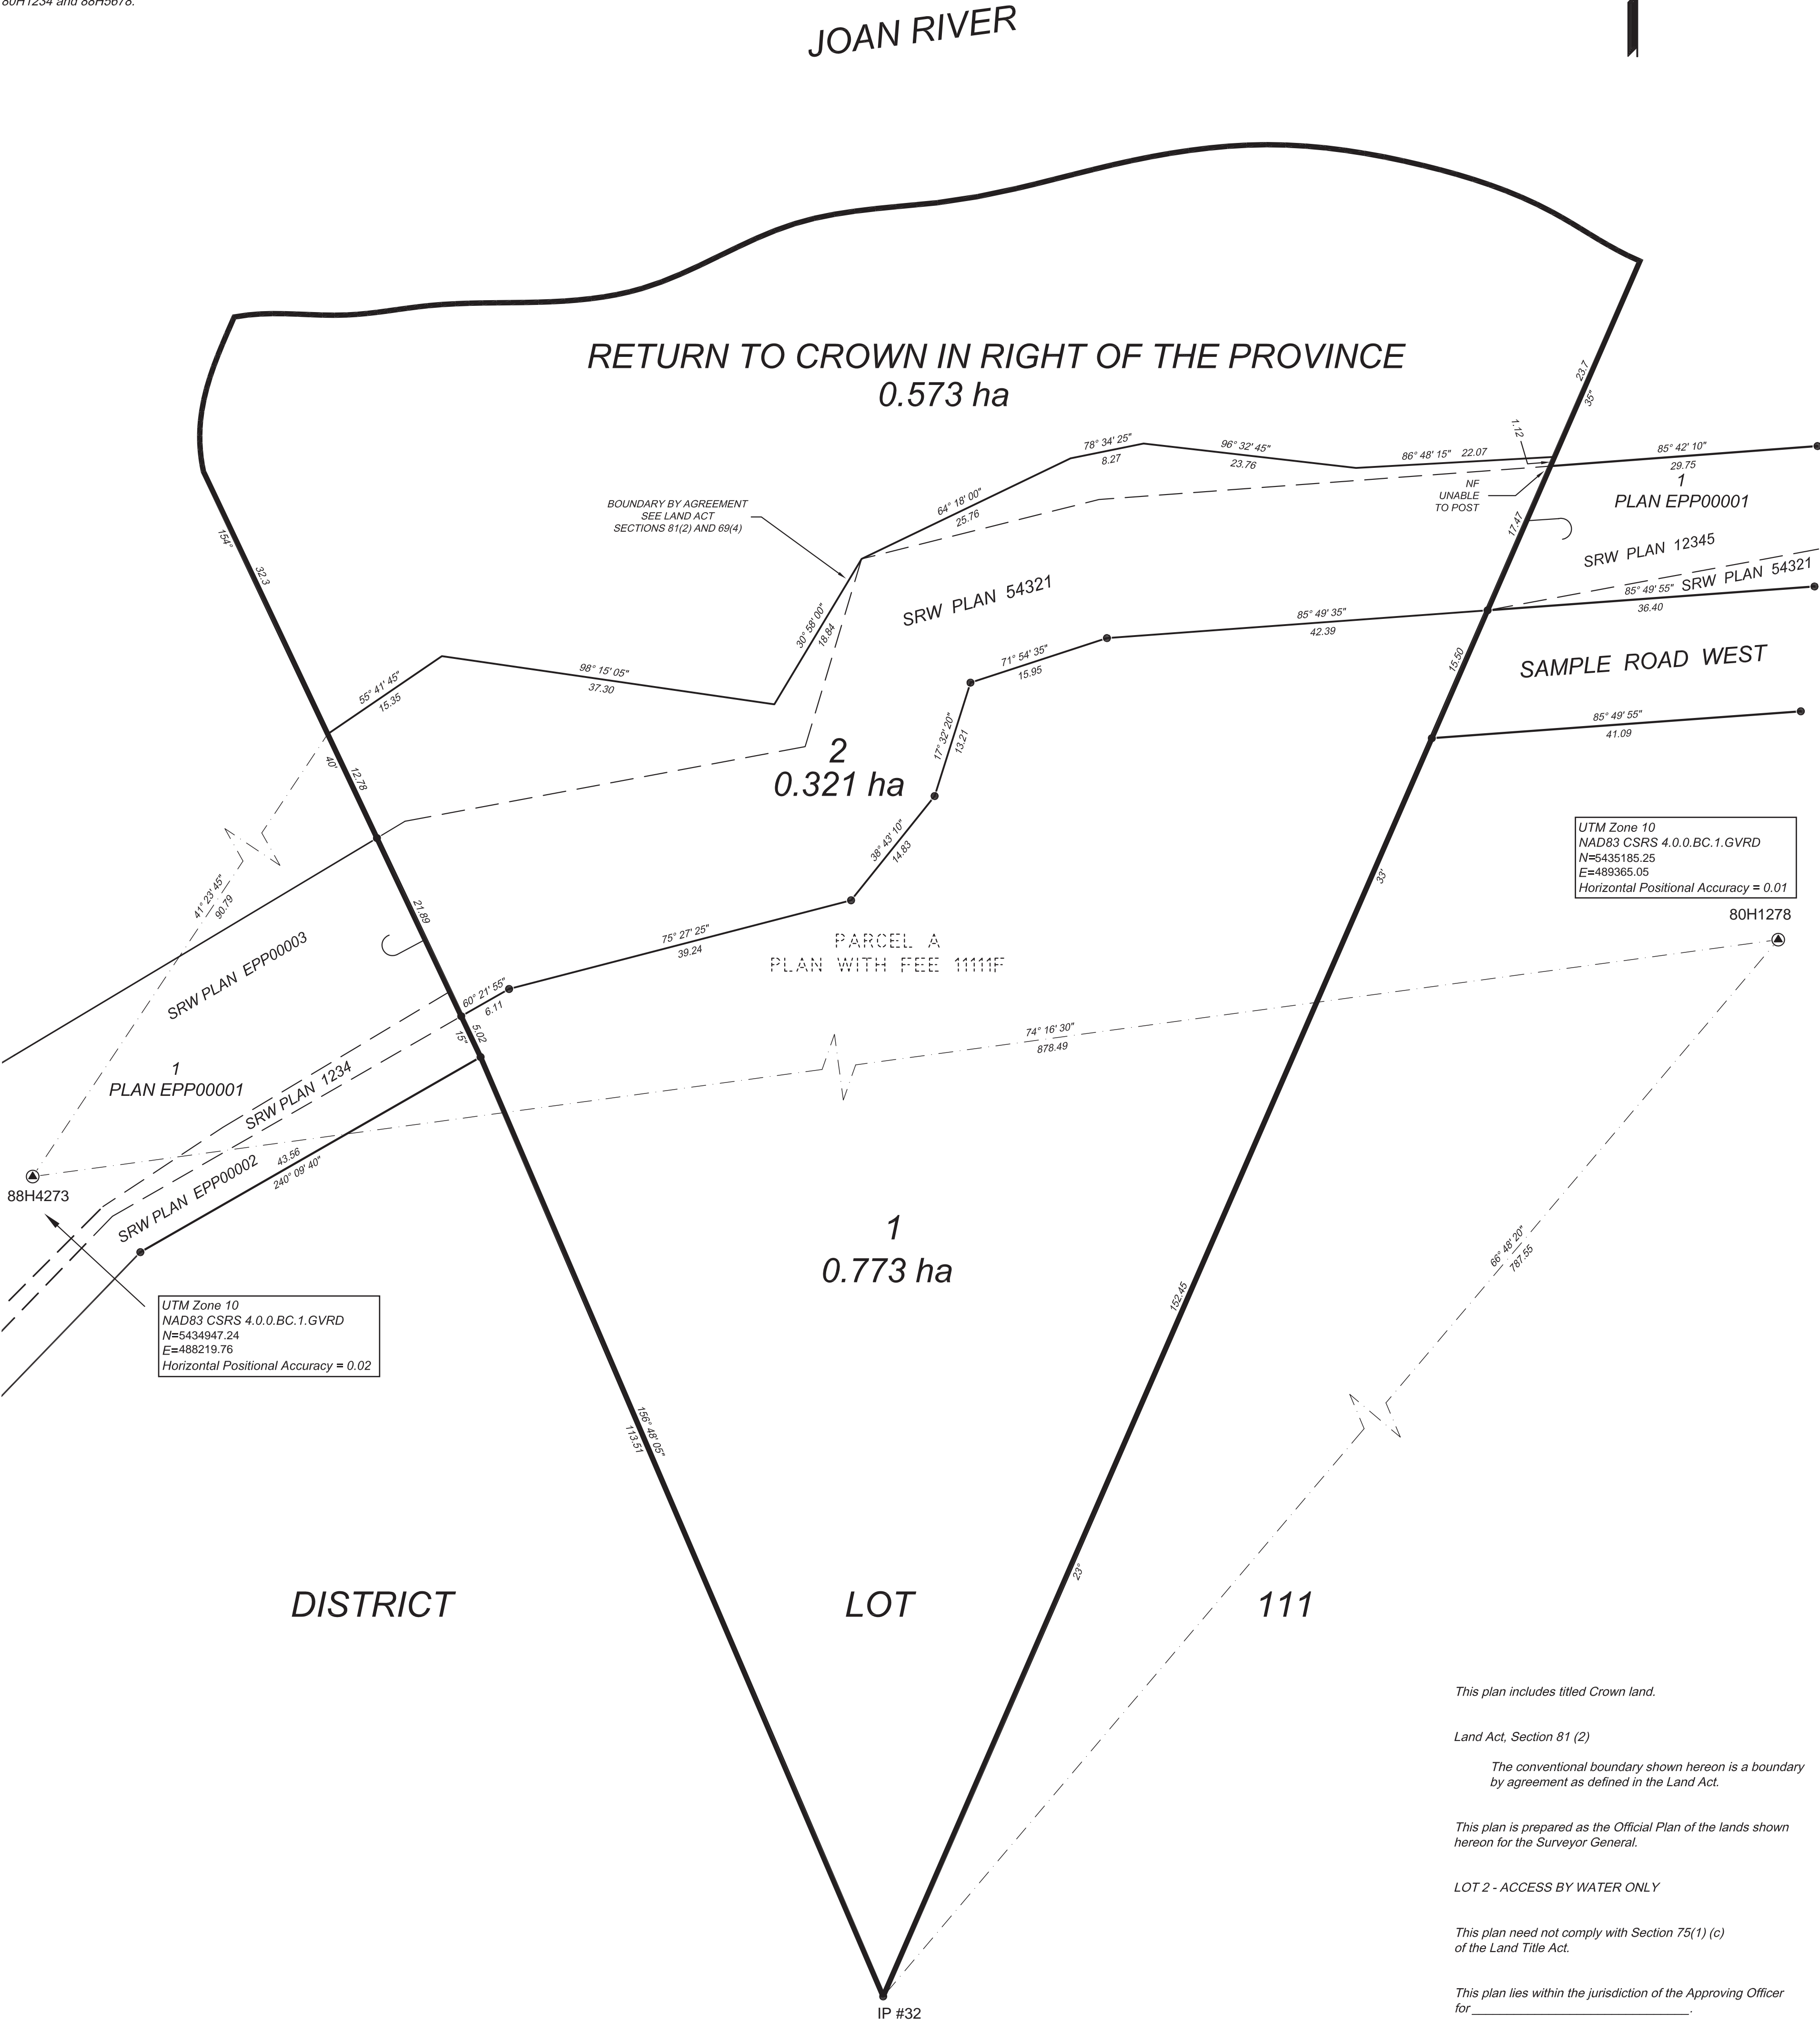 80H1234 and 88H5678.
JOAN RIVER
RETURN TO CROWN IN RIGHT OF THE PROVINCE
0.573 ha
23.7
35"
1.12
78° 34' 25"
8.27
96° 32' 45"
23.76
86° 48' 15" 22.07
85° 42' 10"
29.75
1
PLAN EPP00001
NF
UNABLE
TO POST
BOUNDARY BY AGREEMENT
SEE LAND ACT
SECTIONS 81(2) AND 69(4)
64° 18' 00"
25.76
17.47
154°
32.3
SRW PLAN 12345
SRW PLAN 54321
SRW PLAN 54321
30° 58' 00"
18.84
85° 49' 35"
42.39
85° 49' 55"
36.40
71° 54' 35"
15.95
15.50
SAMPLE ROAD WEST
55° 41' 45"
15.35
98° 15' 05"
37.30
85° 49' 55"
41.09
17° 32' 20"
13.21
2
0.321 ha
40'
12.78
38° 43' 10"
14.83
33'
UTM Zone 10
NAD83 CSRS 4.0.0.BC.1.GVRD
N=5435185.25
E=489365.05
Horizontal Positional Accuracy = 0.01
80H1278
41° 23' 45"
90.79
21.89
75° 27' 25"
39.24
PARCEL A
PLAN WITH FEE 11111F
SRW PLAN EPP00003
60° 21' 55"
6.11
15"
5.02
74° 16' 30"
878.49
1
PLAN EPP00001
SRW PLAN 1234
88H4273
43.56
240° 09' 40"
SRW PLAN EPP00002
1
0.773 ha
66° 48' 20"
787.55
152.45
UTM Zone 10
NAD83 CSRS 4.0.0.BC.1.GVRD
N=5434947.24
E=488219.76
Horizontal Positional Accuracy = 0.02
156° 48' 05"
113.51
23°
DISTRICT LOT 111
This plan includes titled Crown land.
Land Act, Section 81 (2)
The conventional boundary shown hereon is a boundary
by agreement as defined in the Land Act.
This plan is prepared as the Official Plan of the lands shown
hereon for the Surveyor General.
LOT 2 - ACCESS BY WATER ONLY
This plan need not comply with Section 75(1) (c)
of the Land Title Act.
This plan lies within the jurisdiction of the Approving Officer
for ______________________________.
IP #32